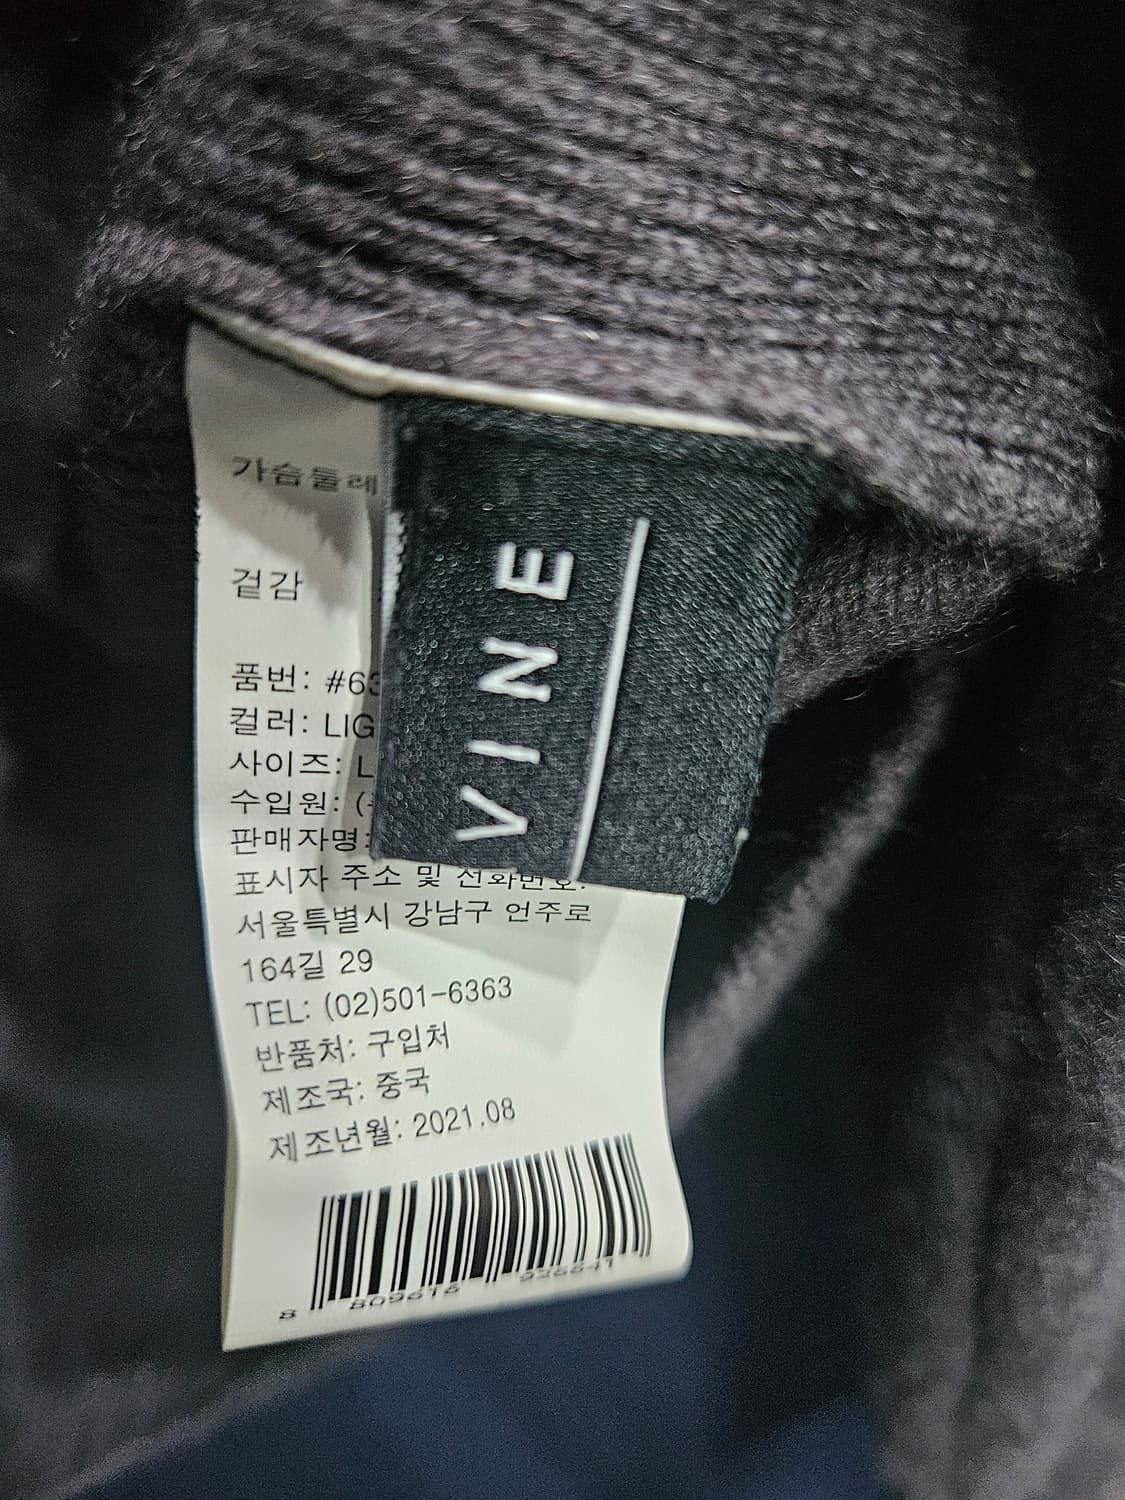 가슴둘레
겉감
품번: #63
컬러: LIG
사이즈: L
수입원: (
판매자명:
표시자 주소 및 전화번호:
서울특별시 강남구 언주로
164길 29
TEL: (02)501-6363
반품처: 구입처
제조국: 중국
제조년월: 2021.08
8
VINE